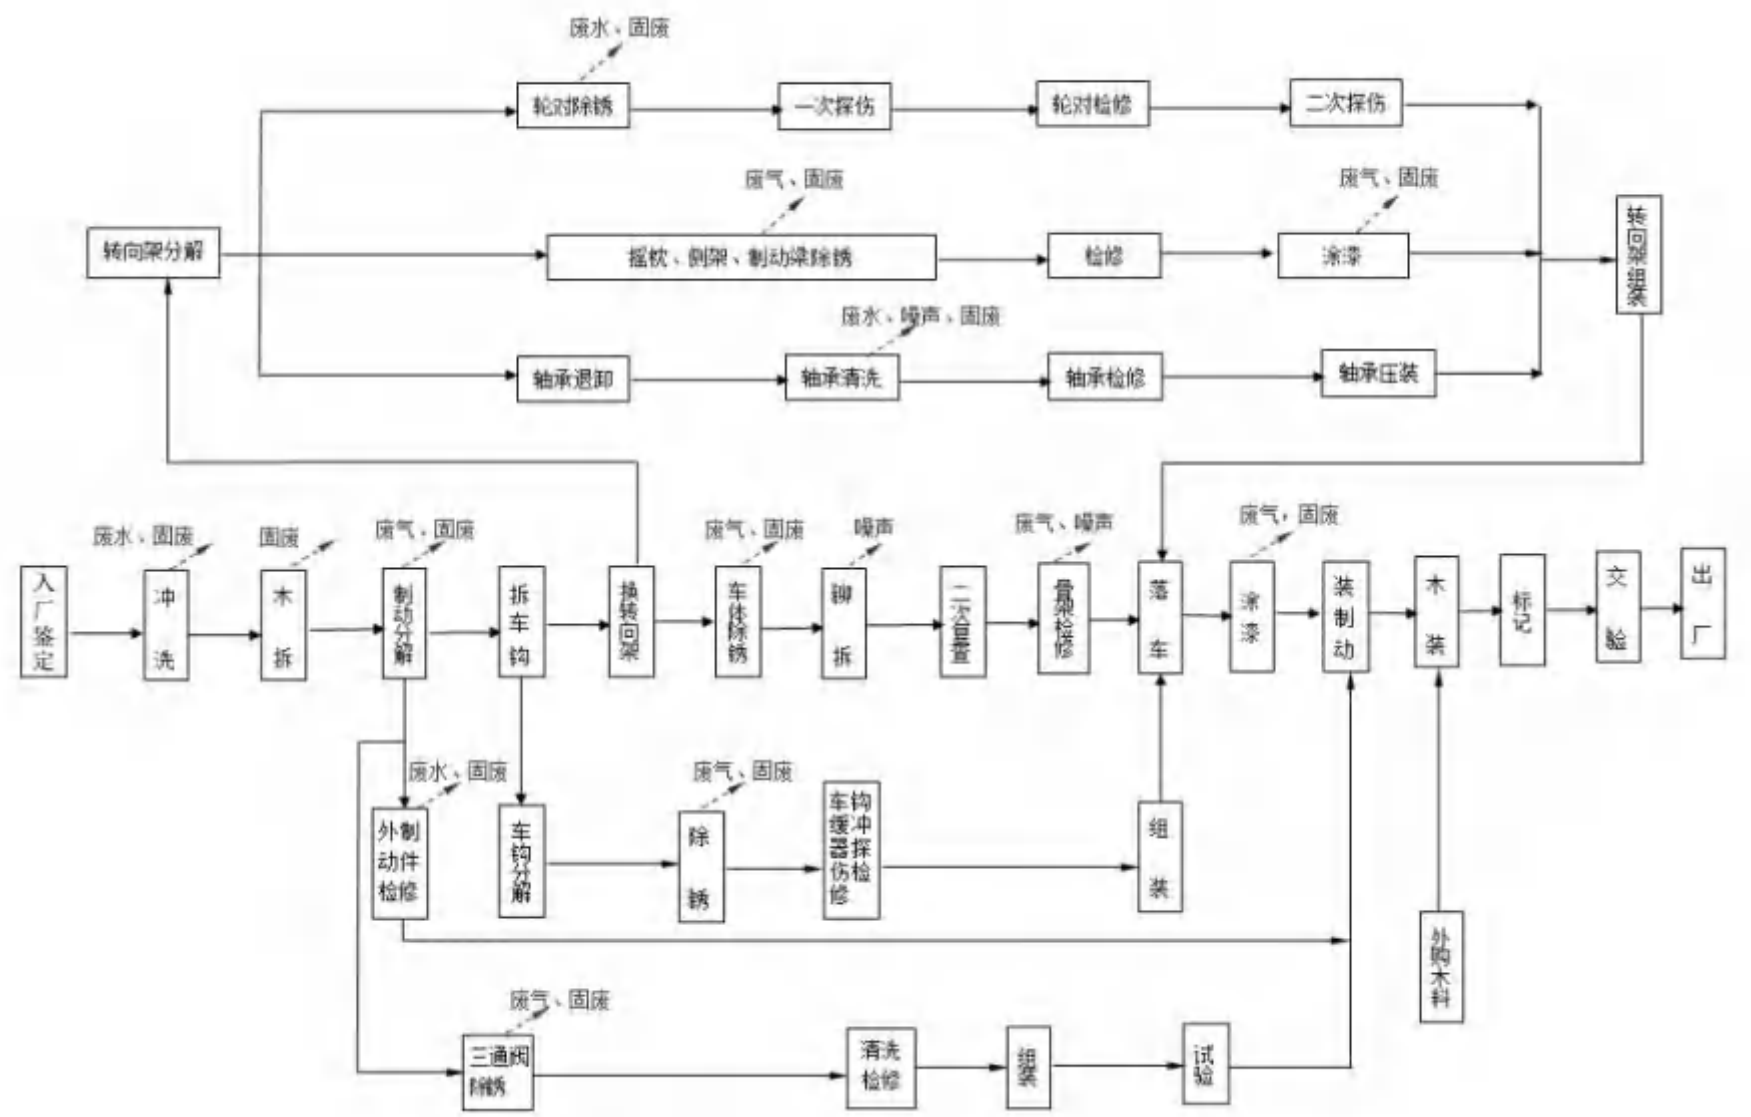 废水、固废
轮对除锈
一次探伤
轮对检修
二次探伤
废气、固废
废气、固废
转向架分解
摇枕、侧架、制动梁除锈
检修
涂漆
转向架组装
废水、噪声、固废
轴承退卸
轴承清洗
轴承检修
轴承压装
废水、固废
固废
废气、固废
废气、固废
噪声
废气、噪声
废气，固废
入厂鉴定
冲洗
木拆
制动分解
拆车钩
换转向架
车体除锈
铆拆
二次
骨架检修
落车
涂漆
装制动
木装
标记
交验
出厂
废水、固废
废气、固废
外制
动件
检修
车钩分解
除锈
车钩
缓冲
器探
伤检
修
组装
外购木料
废气、固废
三通阀
除锈
清洗
检修
组装
试验